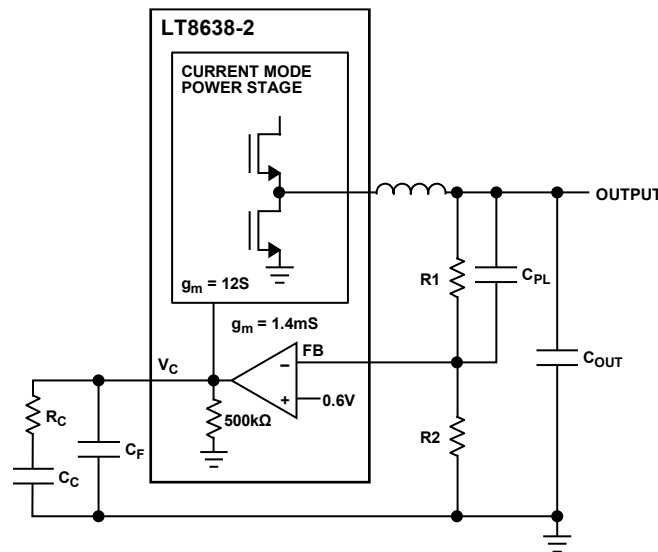 LT8638-2
CURRENT MODE
POWER STAGE
OUTPUT
gm = 12S
R1
CPL
gm = 1.4mS
FB
VC
COUT
RC
0.6V
500kΩ
R2
CF
CC